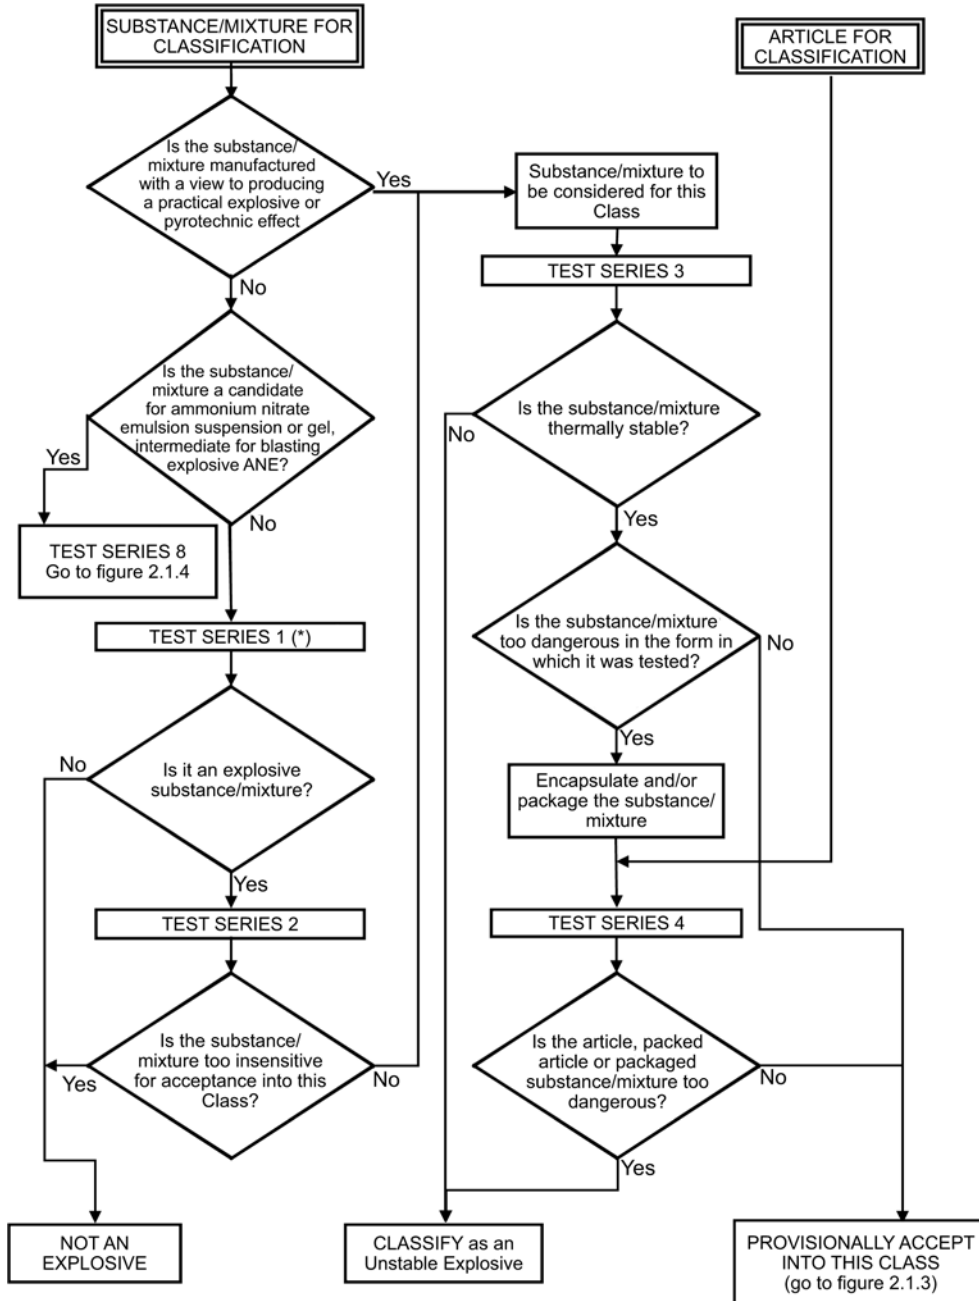 SUBSTANCE/MIXTURE FOR
CLASSIFICATION
ARTICLE FOR
CLASSIFICATION
Is the substance/
mixture manufactured
with a view to producing
a practical explosive or
pyrotechnic effect
Yes
No
Substance/mixture to
be considered for this
Class
TEST SERIES 3
Is the substance/
mixture a candidate
for ammonium nitrate
emulsion suspension or gel,
intermediate for blasting
explosive ANE?
Yes
No
TEST SERIES 8
Go to figure 2.1.4
Is the substance/mixture
thermally stable?
No
Yes
TEST SERIES 1 (*)
Is the substance/mixture
too dangerous in the form in
which it was tested?
No
Yes
Is it an explosive
substance/mixture?
No
Yes
Encapsulate and/or
package the substance/
mixture
TEST SERIES 2
TEST SERIES 4
Is the substance/
mixture too insensitive
for acceptance into this
Class?
Yes
No
Is the article, packed
article or packaged
substance/mixture too
dangerous?
No
Yes
NOT AN
EXPLOSIVE
CLASSIFY as an
Unstable Explosive
PROVISIONALLY ACCEPT
INTO THIS CLASS
(go to figure 2.1.3)